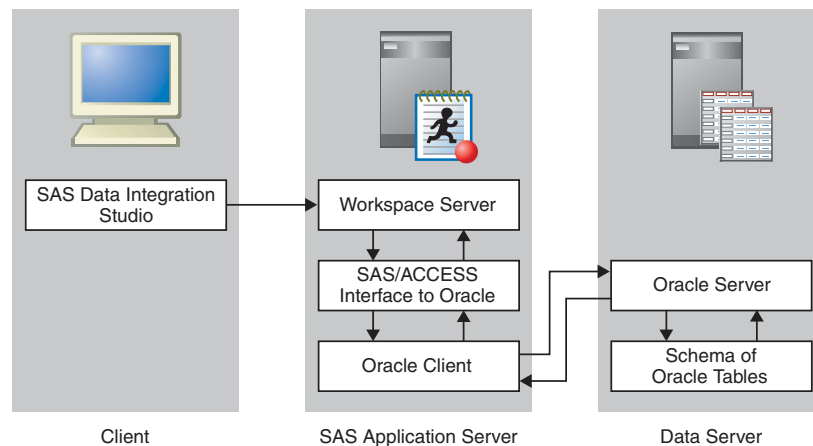 SAS Data Integration
Studio
Workspace Server
SAS/ACCESS
Interface to Oracle
Oracle Client
Oracle Server
Schema of
Oracle Tables
Client
SAS Application Server
Data Server